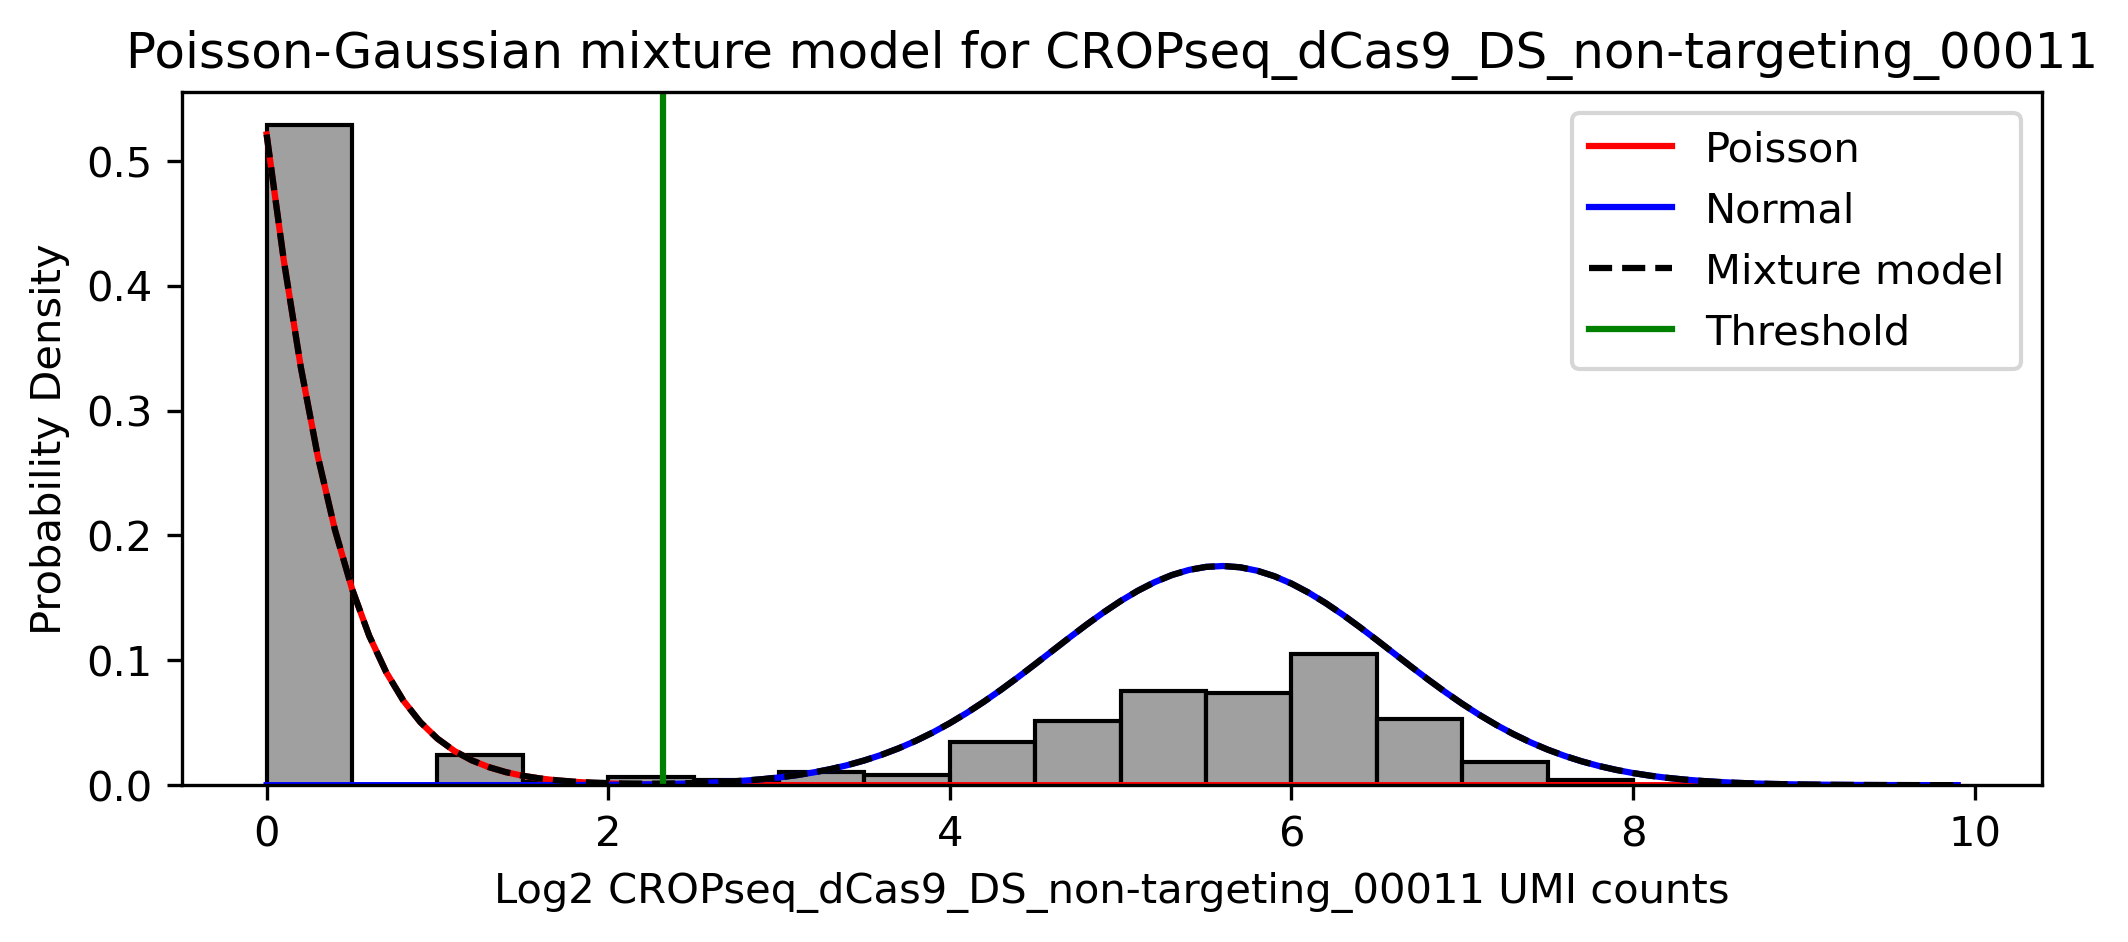 Poisson-Gaussian mixture model for CROPseq_dCas9_DS_non-targeting_00011
Probability Density
0.5
0.4
0.3
0.2
0.1
0.0
Poisson
Normal
Mixture model
Threshold
0 2 4 6 8 10
Log2 CROPseq_dCas9_DS_non-targeting_00011 UMI counts